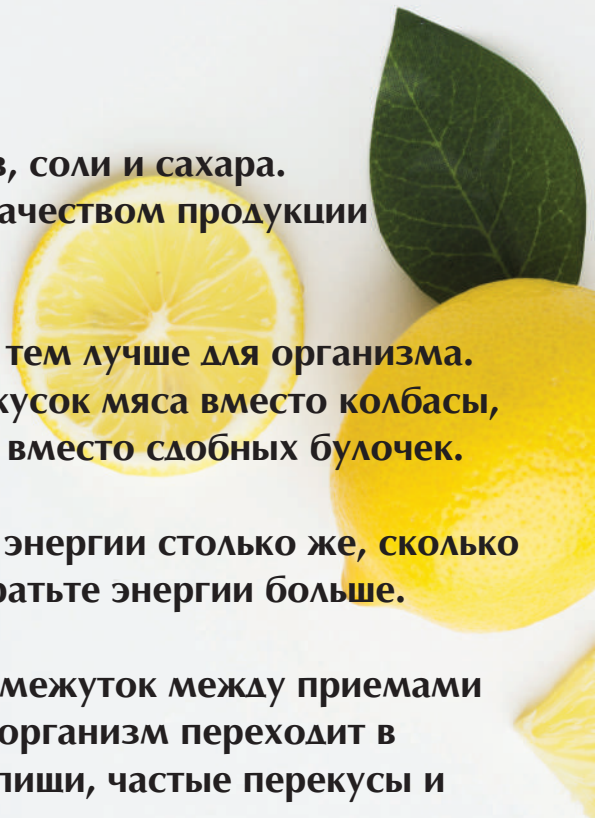 в, соли и сахара.
ачеством продукции
тем лучше для организма.
кусок мяса вместо колбасы,
вместо сдобных булочек.
энергии столько же, сколько
ратьте энергии больше.
межуток между приемами
организм переходит в
пищи, частые перекусы и